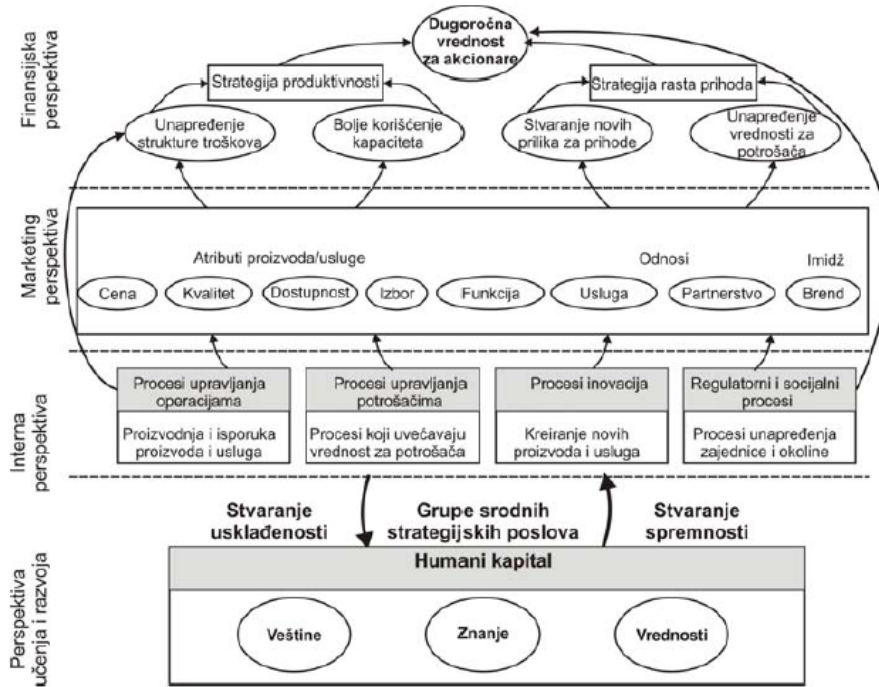 Finansijska
perspektiva
Dugoročna
vrednost
za akcionare
Strategija produktivnosti
Strategija rasta prihoda
Unapređenje
strukture troškova
Bolje korišćenje
kapaciteta
Stvaranje novih
prilika za prihode
Unapređenje
vrednosti za
potrošača
Marketing
perspektiva
Atributi proizvoda/usluge
Odnosi
Imidž
Cena
Kvalitet
Dostupnost
Izbor
Funkcija
Usluga
Partnerstvo
Brend
Interna
perspektiva
Procesi upravljanja
operacijama
Proizvodnja i isporuka
proizvoda i usluga
Procesi upravljanja
potrošačima
Procesi koji uvećavaju
vrednost za potrošača
Procesi inovacija
Kreiranje novih
proizvoda i usluga
Regulatorni i socijalni
procesi
Procesi unapređenja
zajednice i okoline
Stvaranje
usklađenosti
Grupe srodnih
strategijskih poslova
Stvaranje
spremnosti
Perspektiva
učenja i razvoja
Humani kapital
Veštine
Znanje
Vrednosti